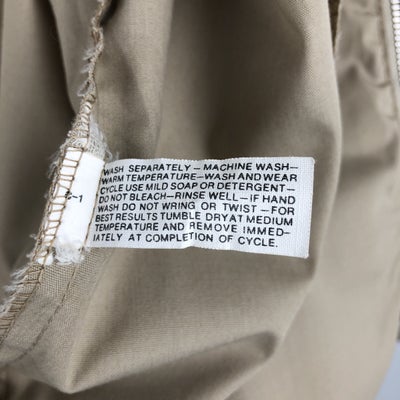 WASH SEPARATELY—MACHINE WASH—
WARM TEMPERATURE—WASH AND WEAR
CYCLE USE MILD SOAP OR DETERGENT—
DO NOT BLEACH—RINSE WELL—IF HAND
WASH DO NOT WRING OR TWIST—FOR
BEST RESULTS TUMBLE DRY AT MEDIUM
TEMPERATURE AND REMOVE IMMED-
IATELY AT COMPLETION OF CYCLE.